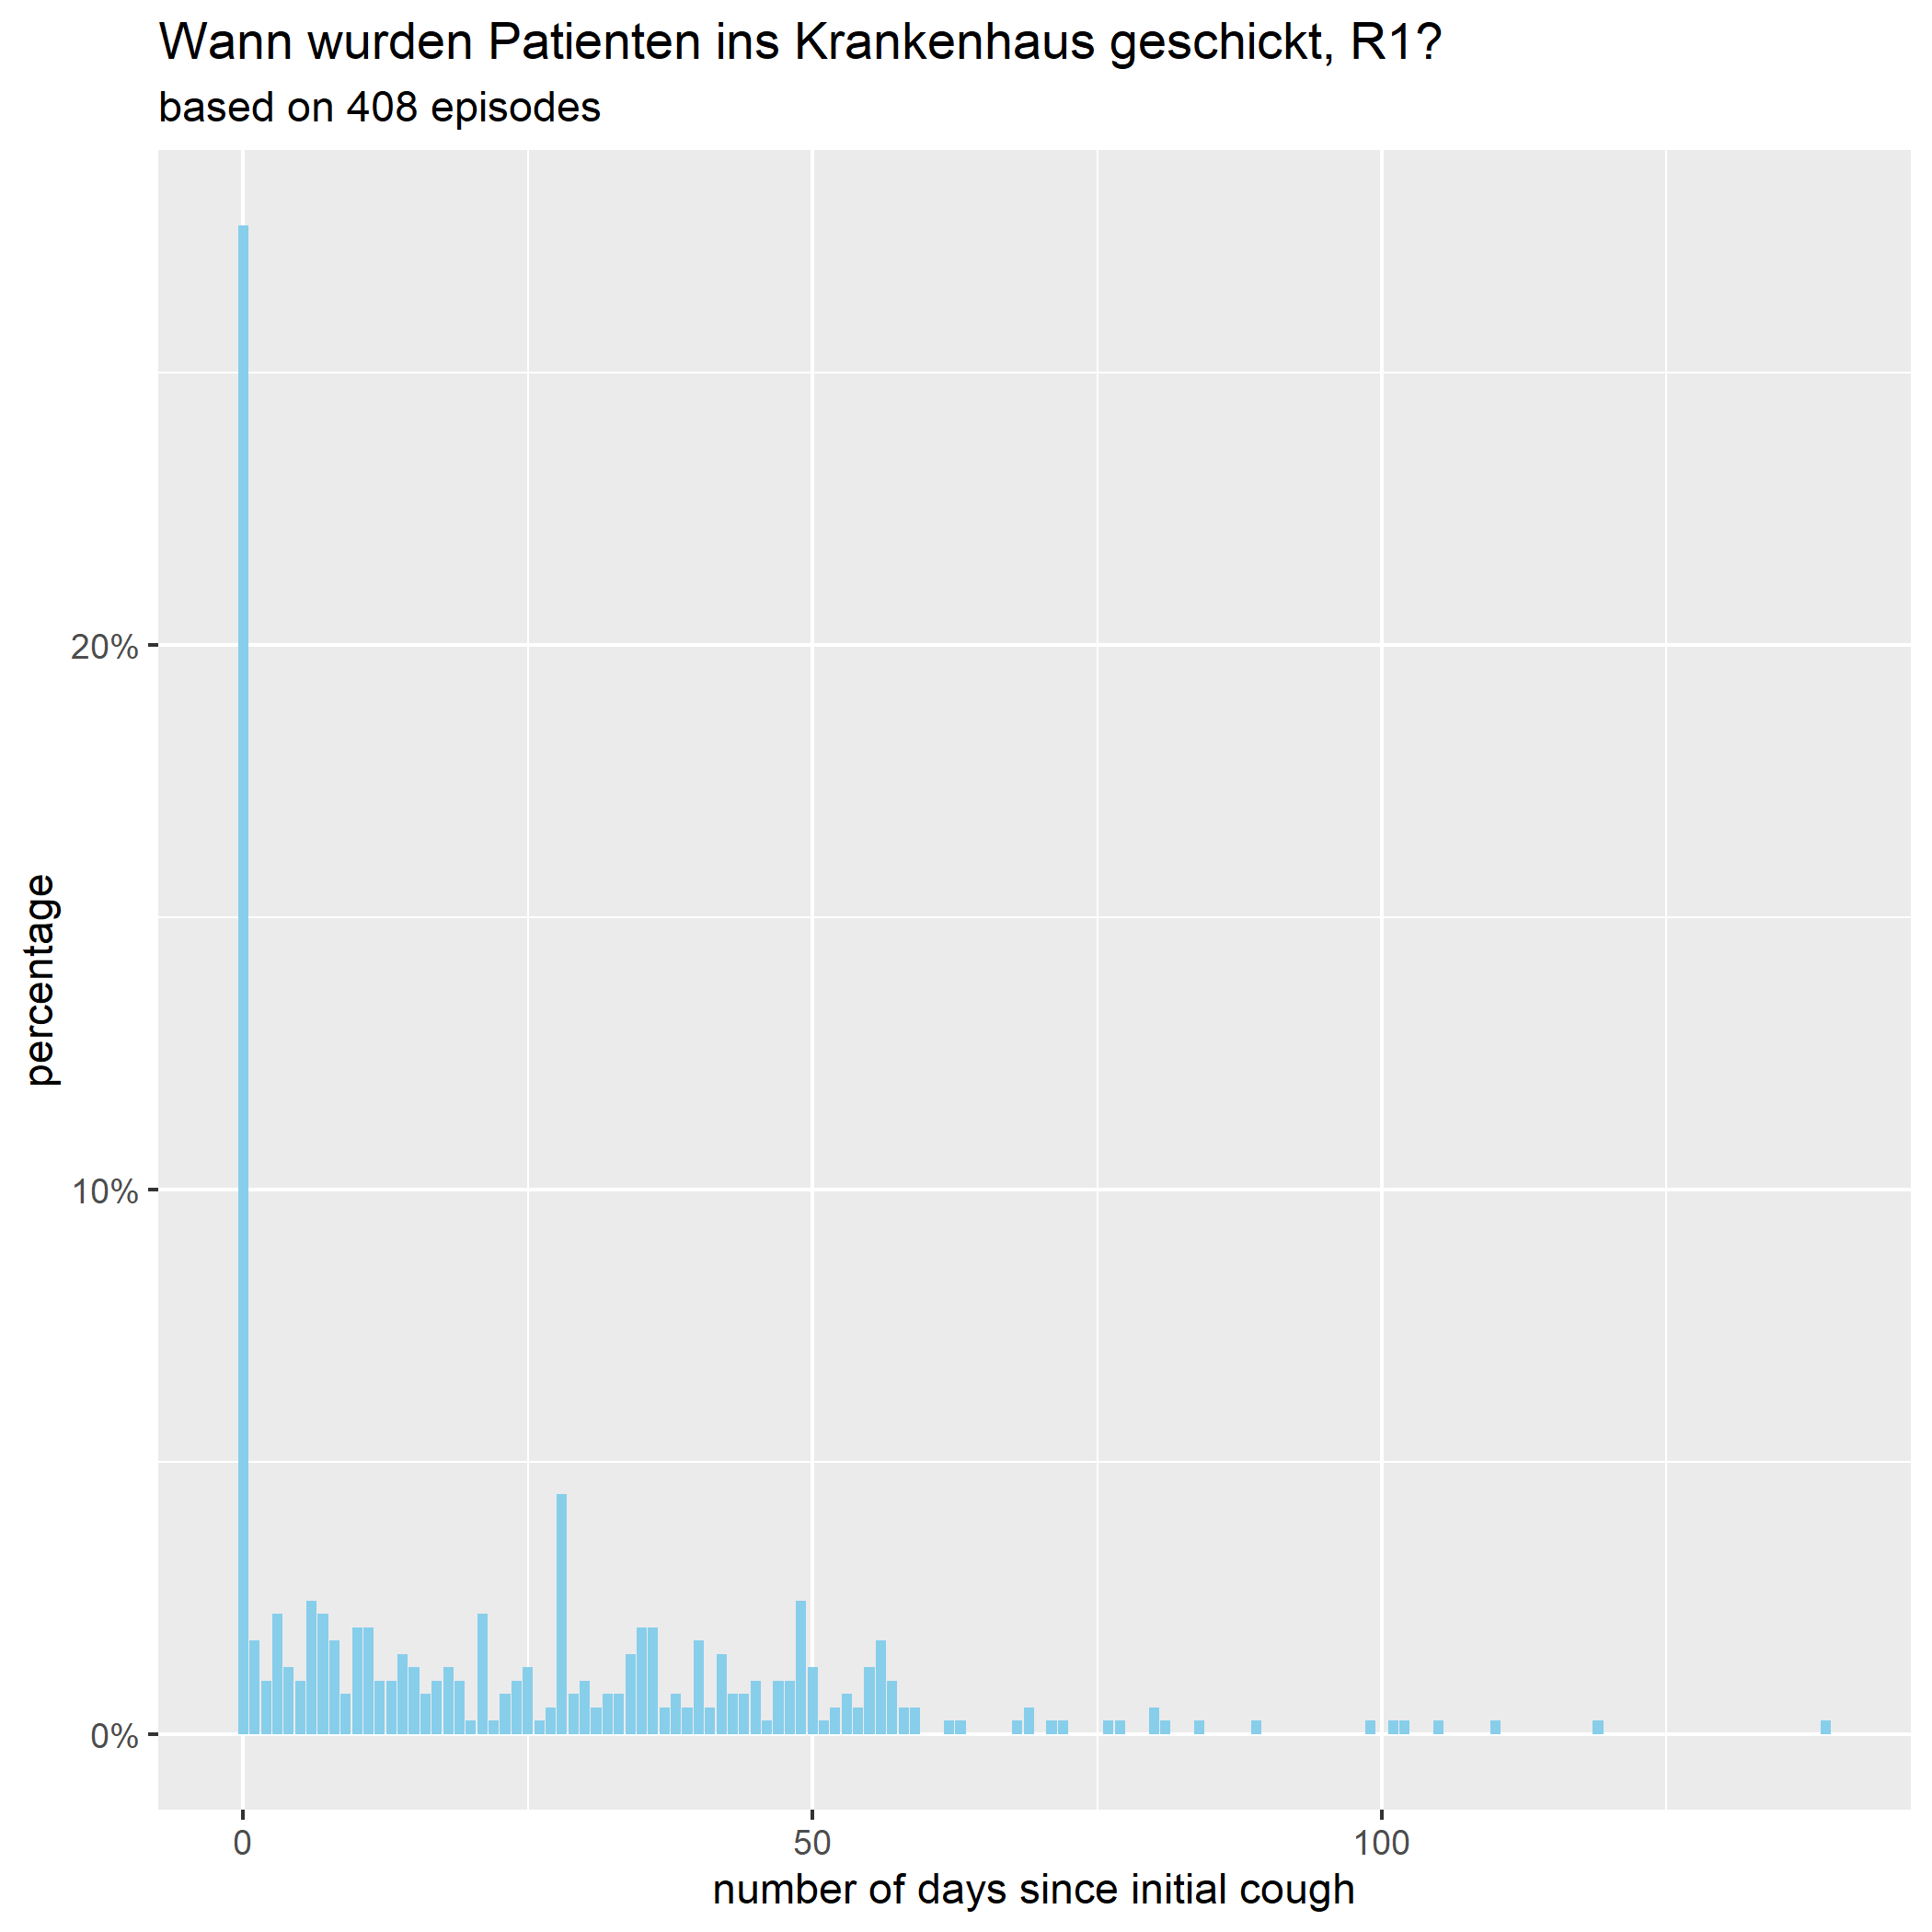 Wann wurden Patienten ins Krankenhaus geschickt, R1?
based on 408 episodes
percentage
20%
10%
0%
0
50
100
number of days since initial cough